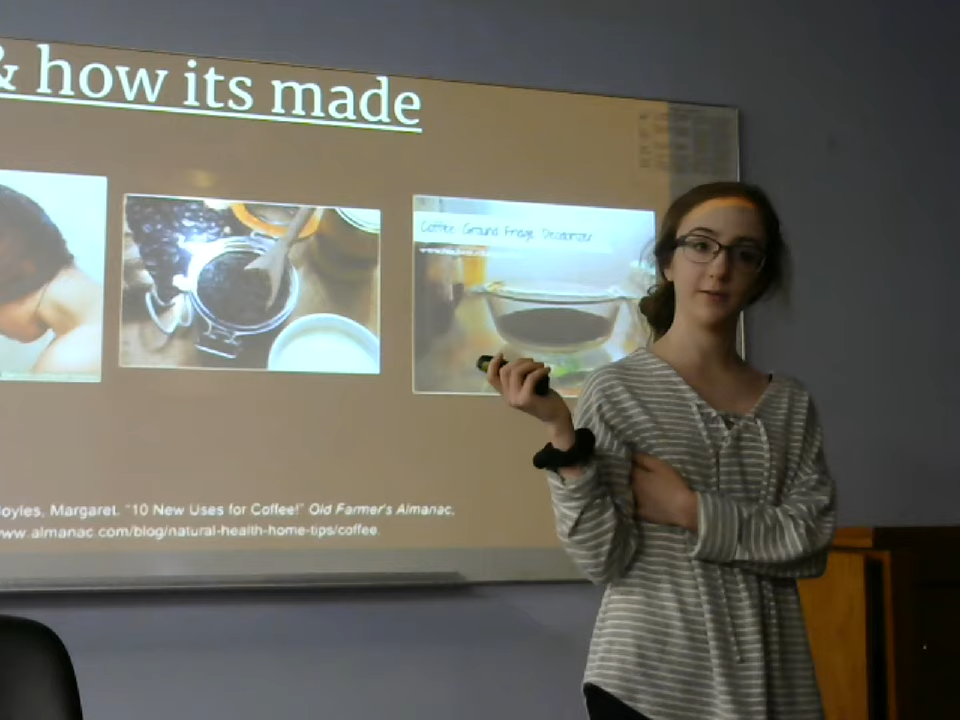 & how its made
Coffee Ground Fridge Deodorizer
oyles, Margaret. "10 New Uses for Coffee!" Old Farmer's Almanac,
ww.almanac.com/blog/natural-health-home-tips/coffee.